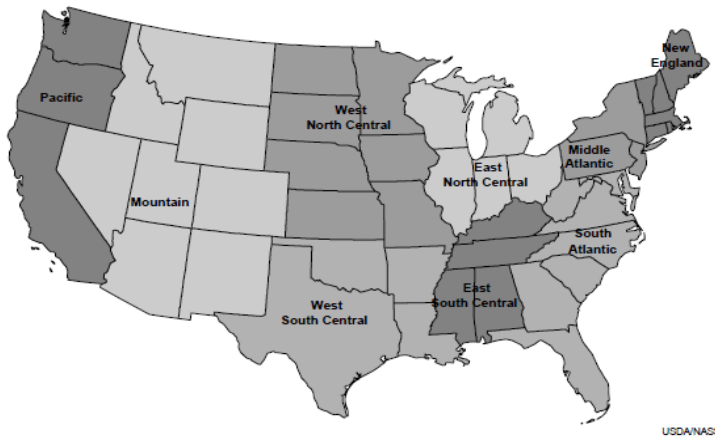 New
England
Pacific
West
North Central
Middle
Atlantic
East
North Central
Mountain
South
Atlantic
East
South Central
West
South Central
USDA/NASS